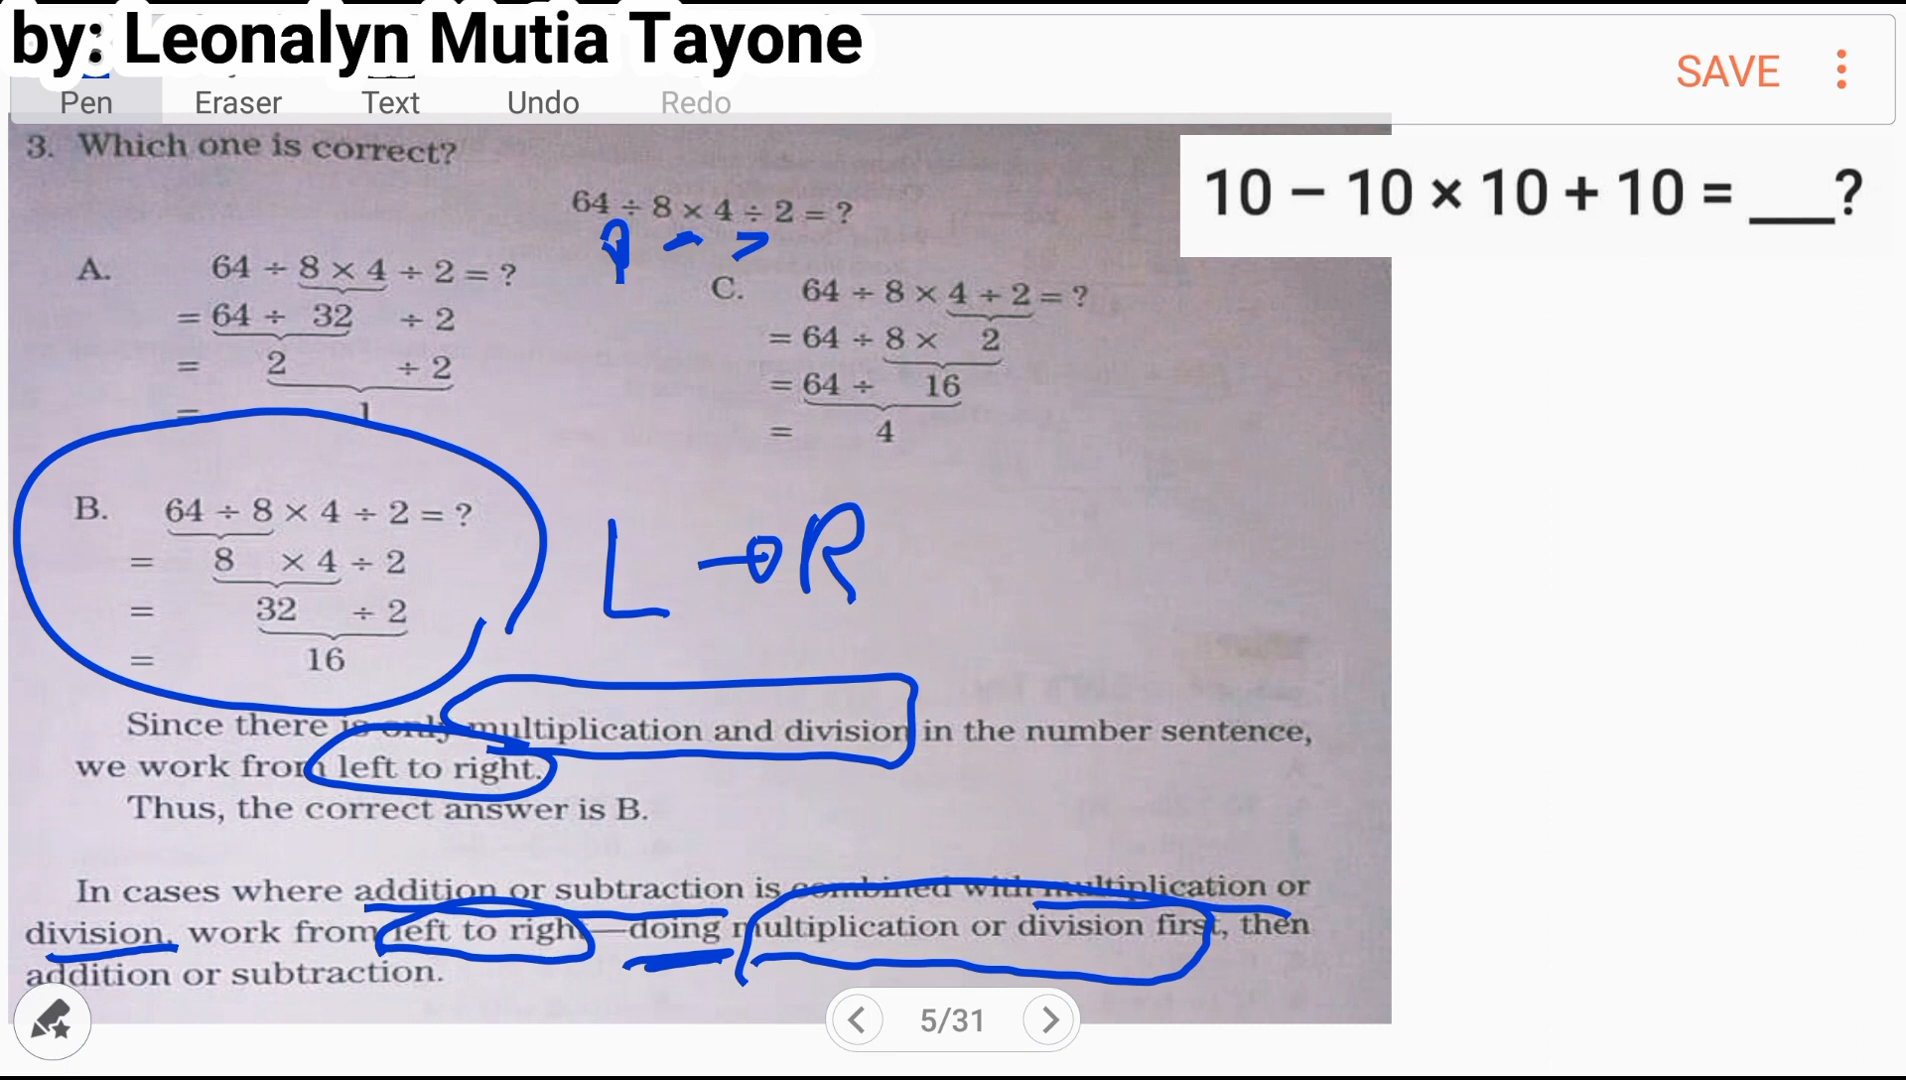 by: Leonalyn Mutia Tayone
SAVE
Pen Eraser Text Undo Redo
3. Which one is correct?
64 ÷ 8 × 4 ÷ 2 = ?
10 – 10 × 10 + 10 = ___?
A. 64 ÷ 8 × 4 ÷ 2 = ?
= 64 ÷ 32 ÷ 2
= 2 ÷ 2
= 1
C. 64 ÷ 8 × 4 ÷ 2 = ?
= 64 ÷ 8 × 2
= 64 ÷ 16
= 4
B. 64 ÷ 8 × 4 ÷ 2 = ?
= 8 × 4 ÷ 2
= 32 ÷ 2
= 16
L → R
Since there is only multiplication and division in the number sentence,
we work from left to right.
Thus, the correct answer is B.
In cases where addition or subtraction is combined with multiplication or
division, work from left to right—doing multiplication or division first, then
addition or subtraction.
5/31